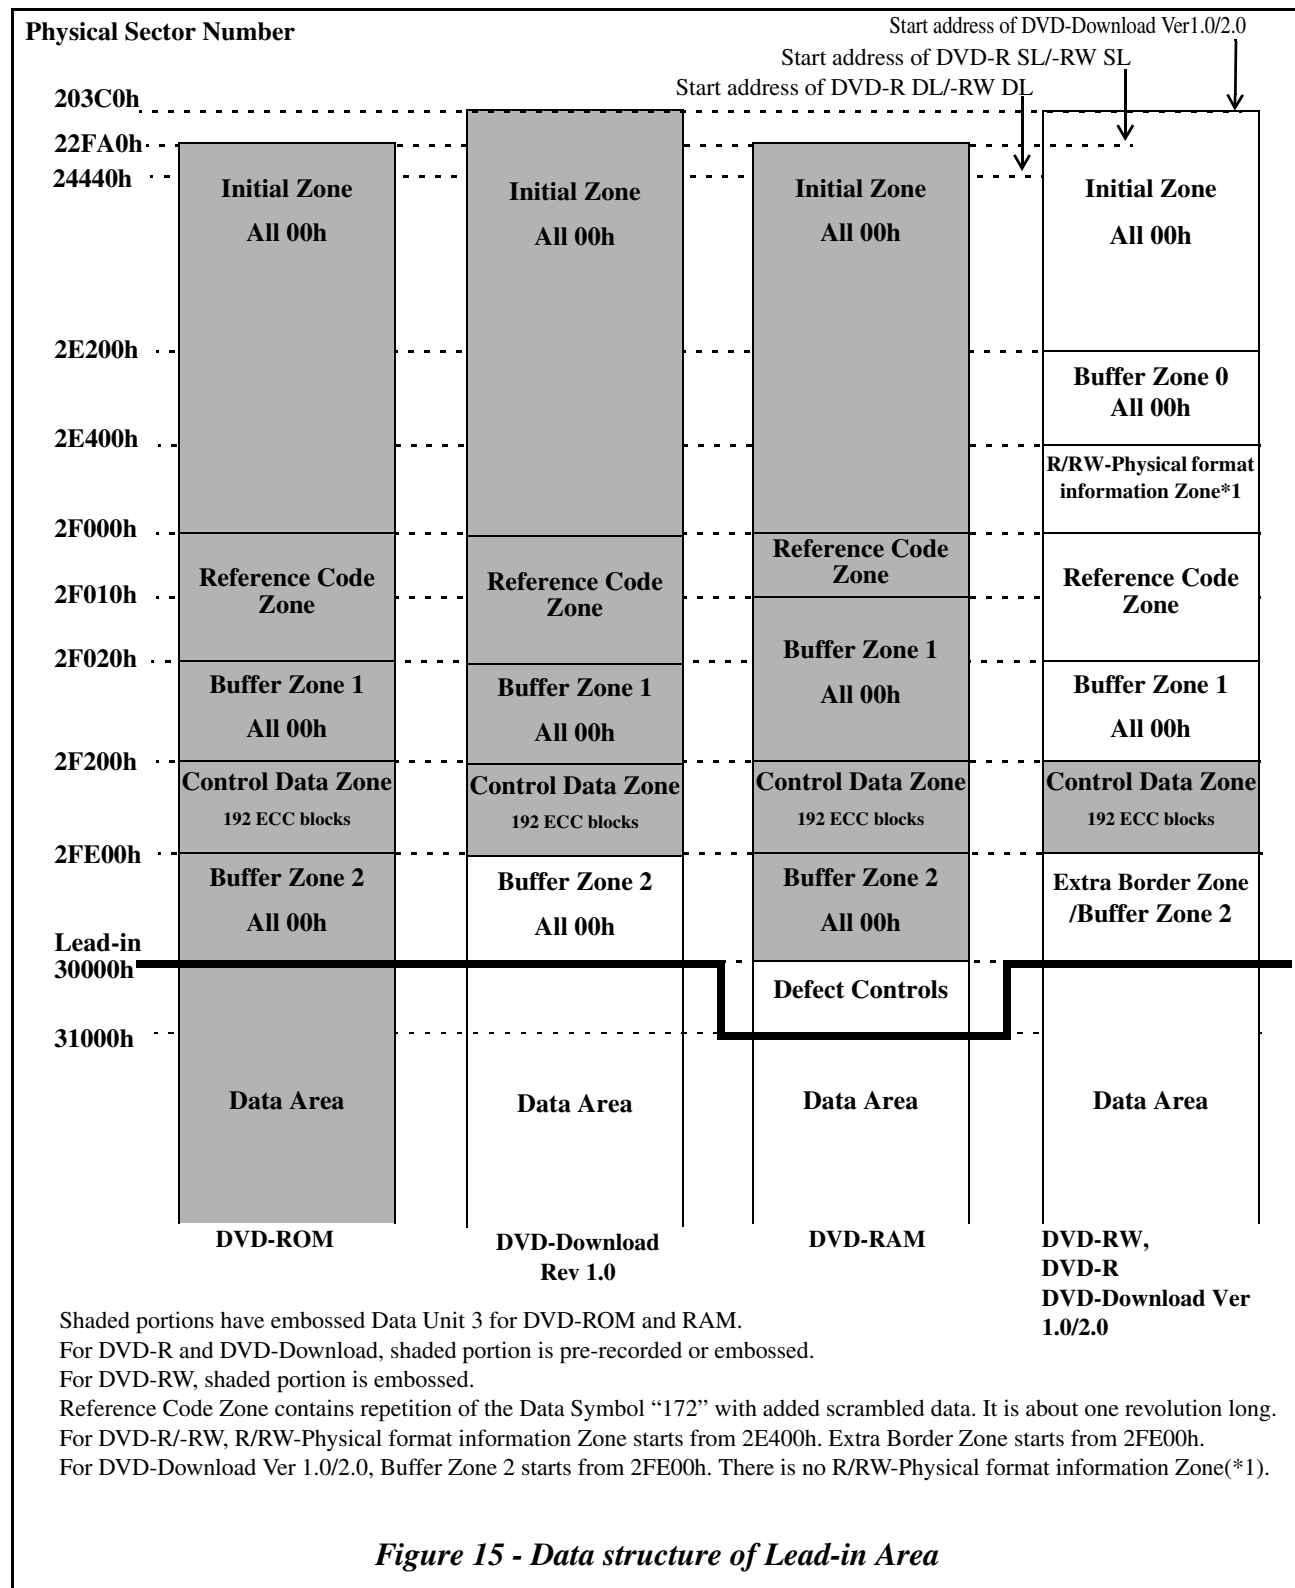 Physical Sector Number
Start address of DVD-Download Ver1.0/2.0
Start address of DVD-R SL/-RW SL
Start address of DVD-R DL/-RW DL
203C0h
22FA0h
24440h
2E200h
2E400h
2F000h
2F010h
2F020h
2F200h
2FE00h
Lead-in
30000h
31000h
Initial Zone
All 00h
Reference Code
Zone
Buffer Zone 1
All 00h
Control Data Zone
192 ECC blocks
Buffer Zone 2
All 00h
Data Area
DVD-ROM
Initial Zone
All 00h
Reference Code
Zone
Buffer Zone 1
All 00h
Control Data Zone
192 ECC blocks
Buffer Zone 2
All 00h
Data Area
DVD-Download
Rev 1.0
Initial Zone
All 00h
Reference Code
Zone
Buffer Zone 1
All 00h
Control Data Zone
192 ECC blocks
Buffer Zone 2
All 00h
Defect Controls
Data Area
DVD-RAM
Initial Zone
All 00h
Buffer Zone 0
All 00h
R/RW-Physical format
information Zone*1
Reference Code
Zone
Buffer Zone 1
All 00h
Control Data Zone
192 ECC blocks
Extra Border Zone
/Buffer Zone 2
Data Area
DVD-RW,
DVD-R
DVD-Download Ver
1.0/2.0
Shaded portions have embossed Data Unit 3 for DVD-ROM and RAM.
For DVD-R and DVD-Download, shaded portion is pre-recorded or embossed.
For DVD-RW, shaded portion is embossed.
Reference Code Zone contains repetition of the Data Symbol “172” with added scrambled data. It is about one revolution long.
For DVD-R/-RW, R/RW-Physical format information Zone starts from 2E400h. Extra Border Zone starts from 2FE00h.
For DVD-Download Ver 1.0/2.0, Buffer Zone 2 starts from 2FE00h. There is no R/RW-Physical format information Zone(*1).
Figure 15 - Data structure of Lead-in Area